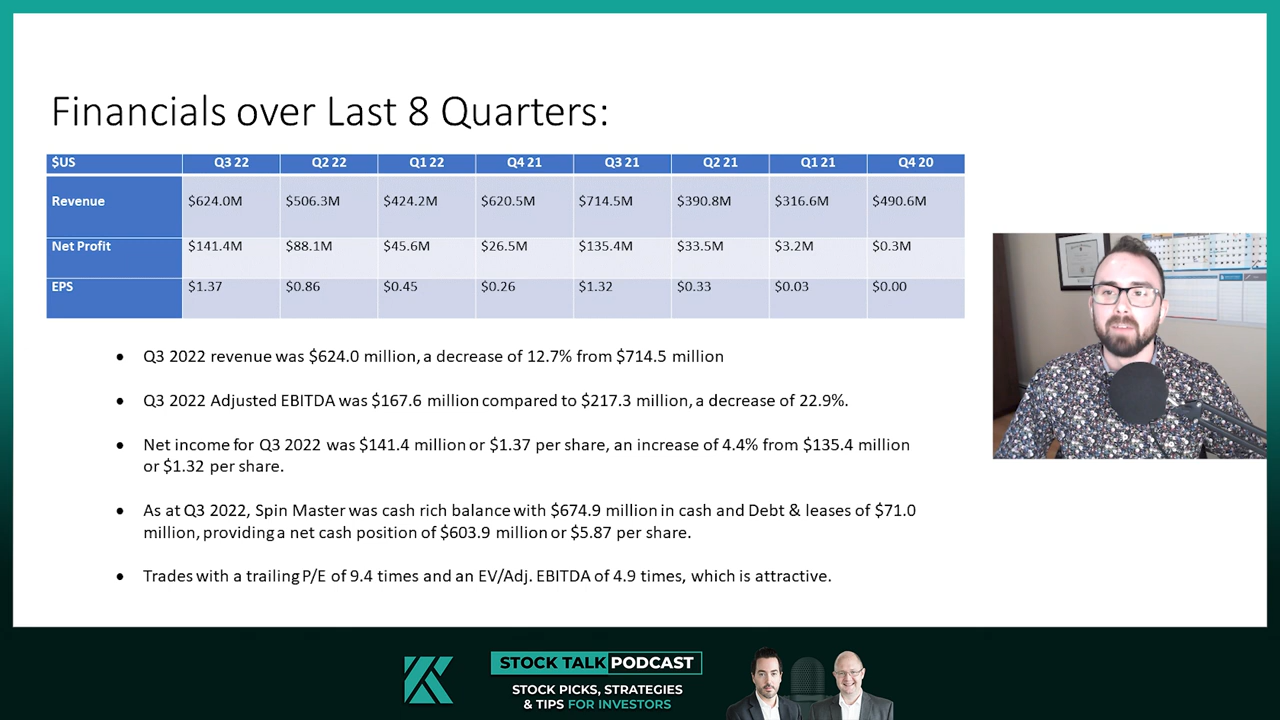 Financials over Last 8 Quarters:
$US Q3 22 Q2 22 Q1 22 Q4 21 Q3 21 Q2 21 Q1 21 Q4 20
Revenue $624.0M $506.3M $424.2M $620.5M $714.5M $390.8M $316.6M $490.6M
Net Profit $141.4M $88.1M $45.6M $26.5M $135.4M $33.5M $3.2M $0.3M
EPS $1.37 $0.86 $0.45 $0.26 $1.32 $0.33 $0.03 $0.00
• Q3 2022 revenue was $624.0 million, a decrease of 12.7% from $714.5 million
• Q3 2022 Adjusted EBITDA was $167.6 million compared to $217.3 million, a decrease of 22.9%.
• Net income for Q3 2022 was $141.4 million or $1.37 per share, an increase of 4.4% from $135.4 million
or $1.32 per share.
• As at Q3 2022, Spin Master was cash rich balance with $674.9 million in cash and Debt & leases of $71.0
million, providing a net cash position of $603.9 million or $5.87 per share.
• Trades with a trailing P/E of 9.4 times and an EV/Adj. EBITDA of 4.9 times, which is attractive.
STOCK TALK PODCAST
STOCK PICKS, STRATEGIES
& TIPS FOR INVESTORS